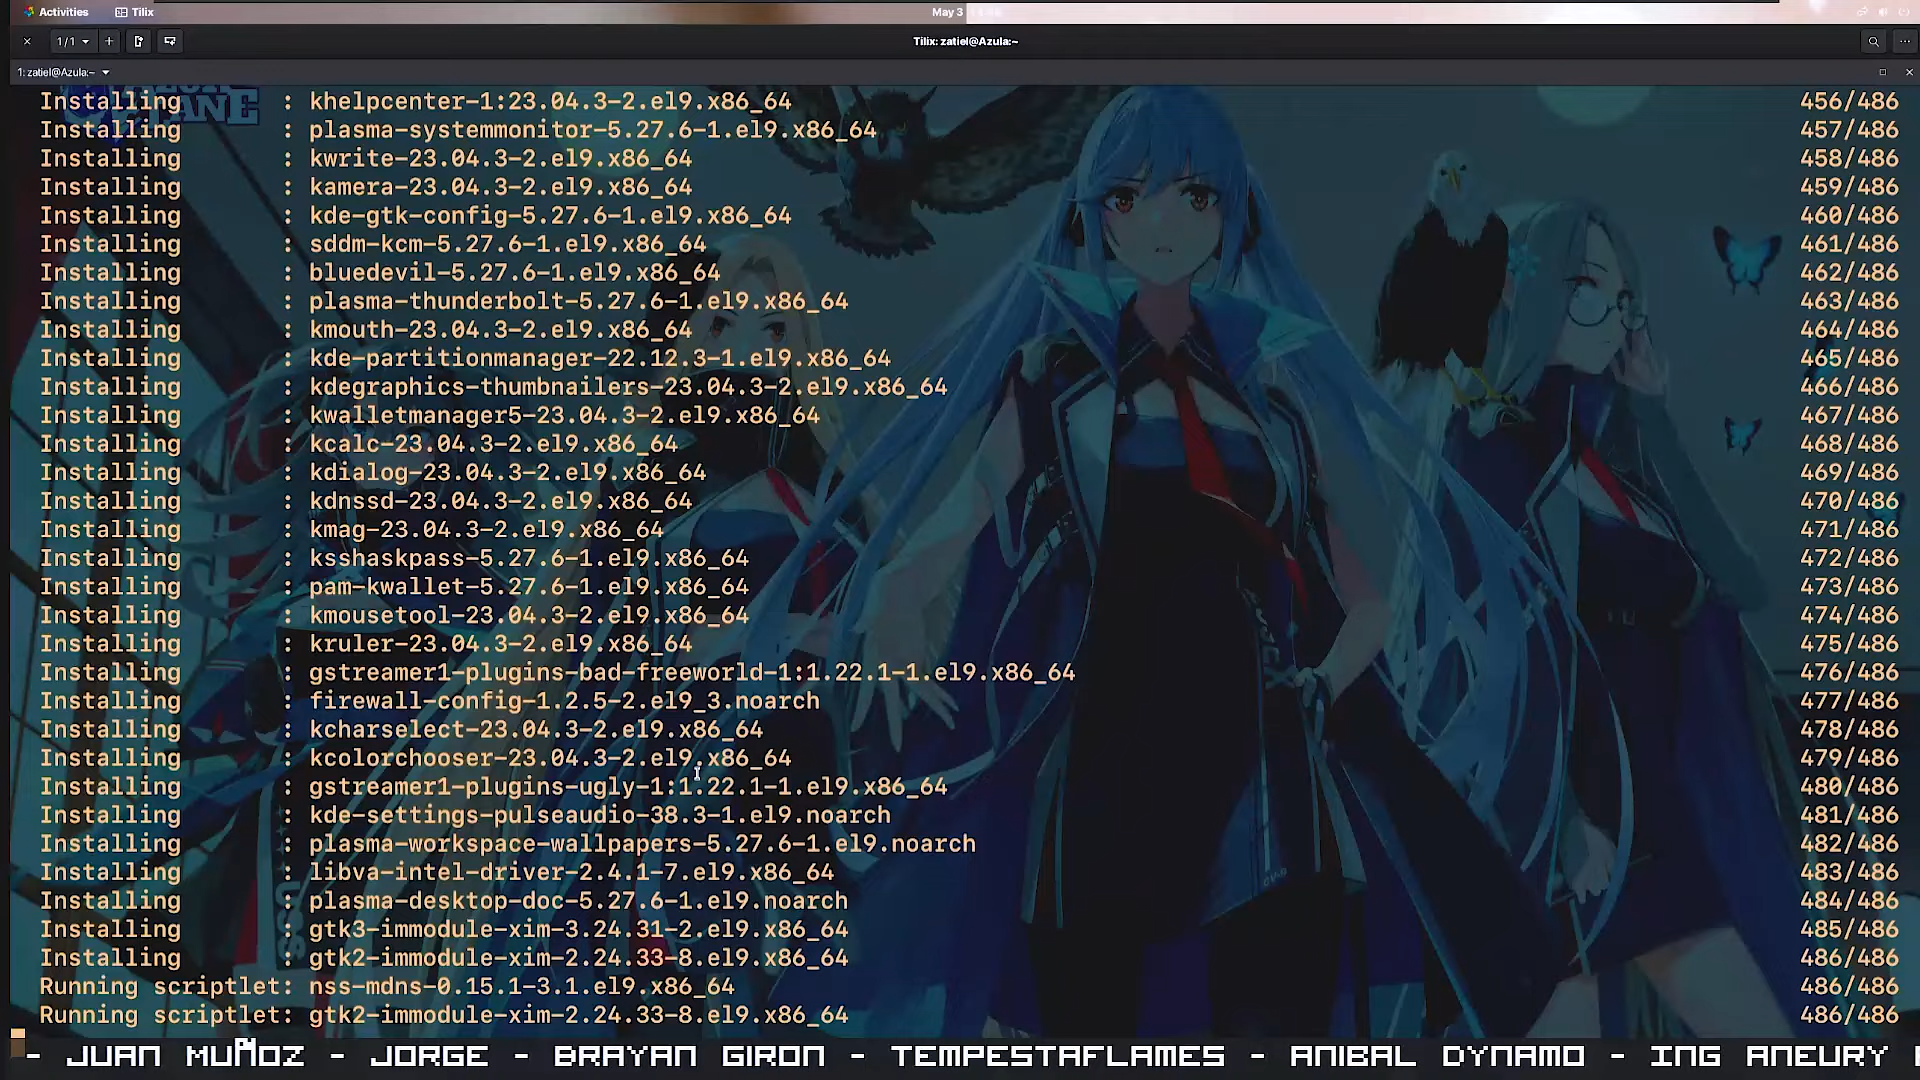 Activities Tilix May 3
1/1 Tilix: zatiel@Azula:~
1: zatiel@Azula:~
LANE
Installing : khelpcenter-1:23.04.3-2.el9.x86_64 456/486
Installing : plasma-systemmonitor-5.27.6-1.el9.x86_64 457/486
Installing : kwrite-23.04.3-2.el9.x86_64 458/486
Installing : kamera-23.04.3-2.el9.x86_64 459/486
Installing : kde-gtk-config-5.27.6-1.el9.x86_64 460/486
Installing : sddm-kcm-5.27.6-1.el9.x86_64 461/486
Installing : bluedevil-5.27.6-1.el9.x86_64 462/486
Installing : plasma-thunderbolt-5.27.6-1.el9.x86_64 463/486
Installing : kmouth-23.04.3-2.el9.x86_64 464/486
Installing : kde-partitionmanager-22.12.3-1.el9.x86_64 465/486
Installing : kdegraphics-thumbnailers-23.04.3-2.el9.x86_64 466/486
Installing : kwalletmanager5-23.04.3-2.el9.x86_64 467/486
Installing : kcalc-23.04.3-2.el9.x86_64 468/486
Installing : kdialog-23.04.3-2.el9.x86_64 469/486
Installing : kdnssd-23.04.3-2.el9.x86_64 470/486
Installing : kmag-23.04.3-2.el9.x86_64 471/486
Installing : ksshaskpass-5.27.6-1.el9.x86_64 472/486
Installing : pam-kwallet-5.27.6-1.el9.x86_64 473/486
Installing : kmousetool-23.04.3-2.el9.x86_64 474/486
Installing : kruler-23.04.3-2.el9.x86_64 475/486
Installing : gstreamer1-plugins-bad-freeworld-1:1.22.1-1.el9.x86_64 476/486
Installing : firewall-config-1.2.5-2.el9_3.noarch 477/486
Installing : kcharselect-23.04.3-2.el9.x86_64 478/486
Installing : kcolorchooser-23.04.3-2.el9.x86_64 479/486
Installing : gstreamer1-plugins-ugly-1:1.22.1-1.el9.x86_64 480/486
Installing : kde-settings-pulseaudio-38.3-1.el9.noarch 481/486
Installing : plasma-workspace-wallpapers-5.27.6-1.el9.noarch 482/486
Installing : libva-intel-driver-2.4.1-7.el9.x86_64 483/486
Installing : plasma-desktop-doc-5.27.6-1.el9.noarch 484/486
Installing : gtk3-immodule-xim-3.24.31-2.el9.x86_64 485/486
Installing : gtk2-immodule-xim-2.24.33-8.el9.x86_64 486/486
Running scriptlet: nss-mdns-0.15.1-3.1.el9.x86_64 486/486
Running scriptlet: gtk2-immodule-xim-2.24.33-8.el9.x86_64 486/486
- JUAN MUÑOZ - JORGE - BRAYAN GIRON - TEMPESTAFLAMES - ANIBAL DYNAMO - ING ANEURY